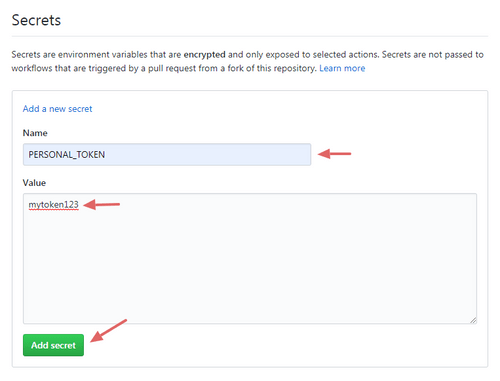 Secrets
Secrets are environment variables that are encrypted and only exposed to selected actions. Secrets are not passed to
workflows that are triggered by a pull request from a fork of this repository. Learn more
Add a new secret
Name
PERSONAL_TOKEN
Value
mytoken123
Add secret